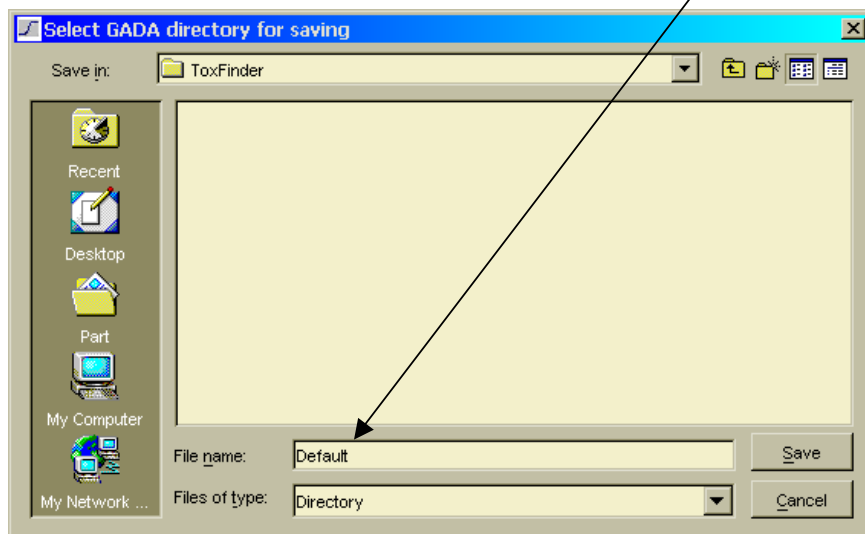 Select GADA directory for saving
Save in: ToxFinder
Recent
Desktop
Part
My Computer
My Network ...
File name: Default Save
Files of type: Directory Cancel